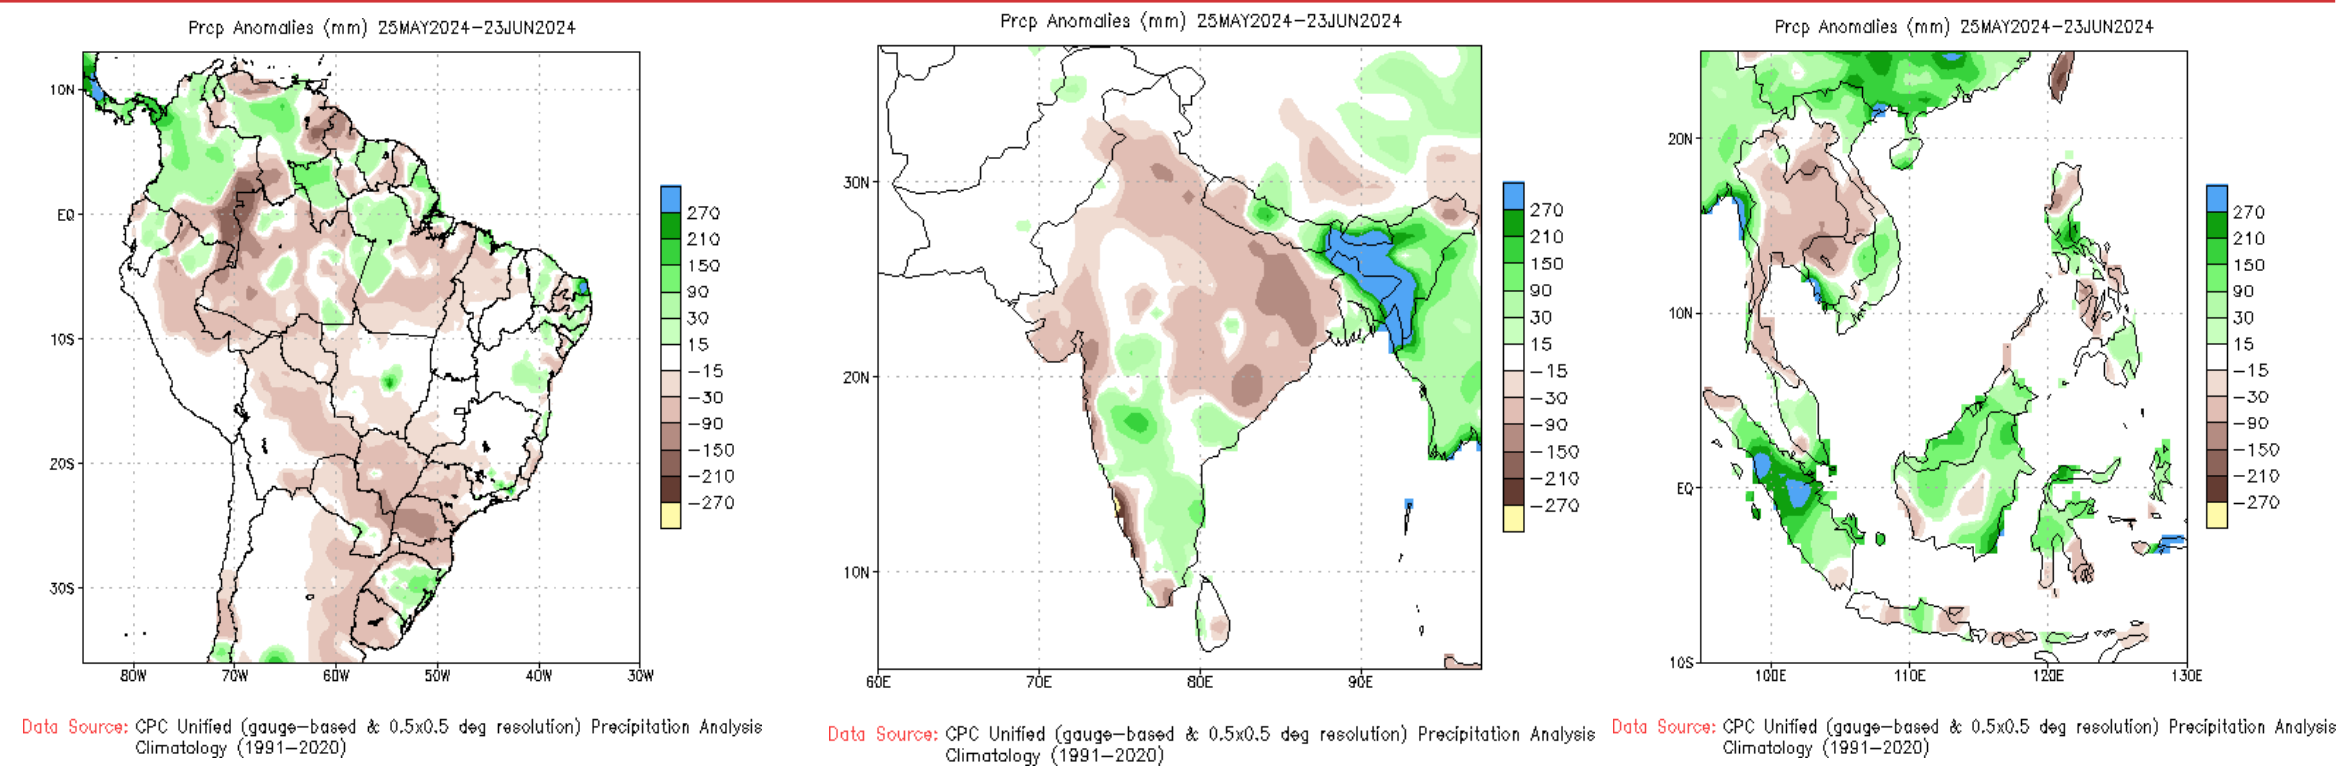 Prcp Anomalies (mm) 25MAY2024-23JUN2024
10N
EQ
10S
20S
30S
80W 70W 60W 50W 40W 30W
270
210
150
90
30
15
-15
-30
-90
-150
-210
-270
Data Source: CPC Unified (gauge-based & 0.5x0.5 deg resolution) Precipitation Analysis
Climatology (1991-2020)
Prcp Anomalies (mm) 25MAY2024-23JUN2024
30N
20N
10N
60E 70E 80E 90E
270
210
150
90
30
15
-15
-30
-90
-150
-210
-270
Data Source: CPC Unified (gauge-based & 0.5x0.5 deg resolution) Precipitation Analysis
Climatology (1991-2020)
Prcp Anomalies (mm) 25MAY2024-23JUN2024
20N
10N
EQ
10S
100E 110E 120E 130E
270
210
150
90
30
15
-15
-30
-90
-150
-210
-270
Data Source: CPC Unified (gauge-based & 0.5x0.5 deg resolution) Precipitation Analysis
Climatology (1991-2020)